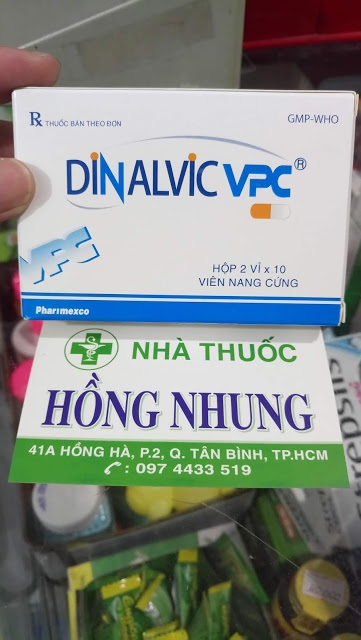 Rx THUỐC BÁN THEO ĐƠN
GMP-WHO
DINALVIC VPC®
VPC
HỘP 2 VỈ x 10
VIÊN NANG CỨNG
Pharimexco
NHÀ THUỐC
HỒNG NHUNG
41A HỒNG HÀ, P.2, Q. TÂN BÌNH, TP.HCM
: 097 4433 519